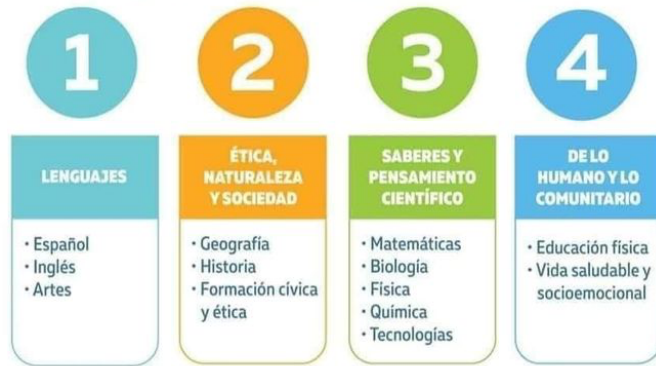 1
LENGUAJES
• Español
• Inglés
• Artes
2
ÉTICA,
NATURALEZA
Y SOCIEDAD
• Geografía
• Historia
• Formación cívica
y ética
3
SABERES Y
PENSAMIENTO
CIENTÍFICO
• Matemáticas
• Biología
• Física
• Química
• Tecnologías
4
DE LO
HUMANO Y LO
COMUNITARIO
• Educación física
• Vida saludable y
socioemocional